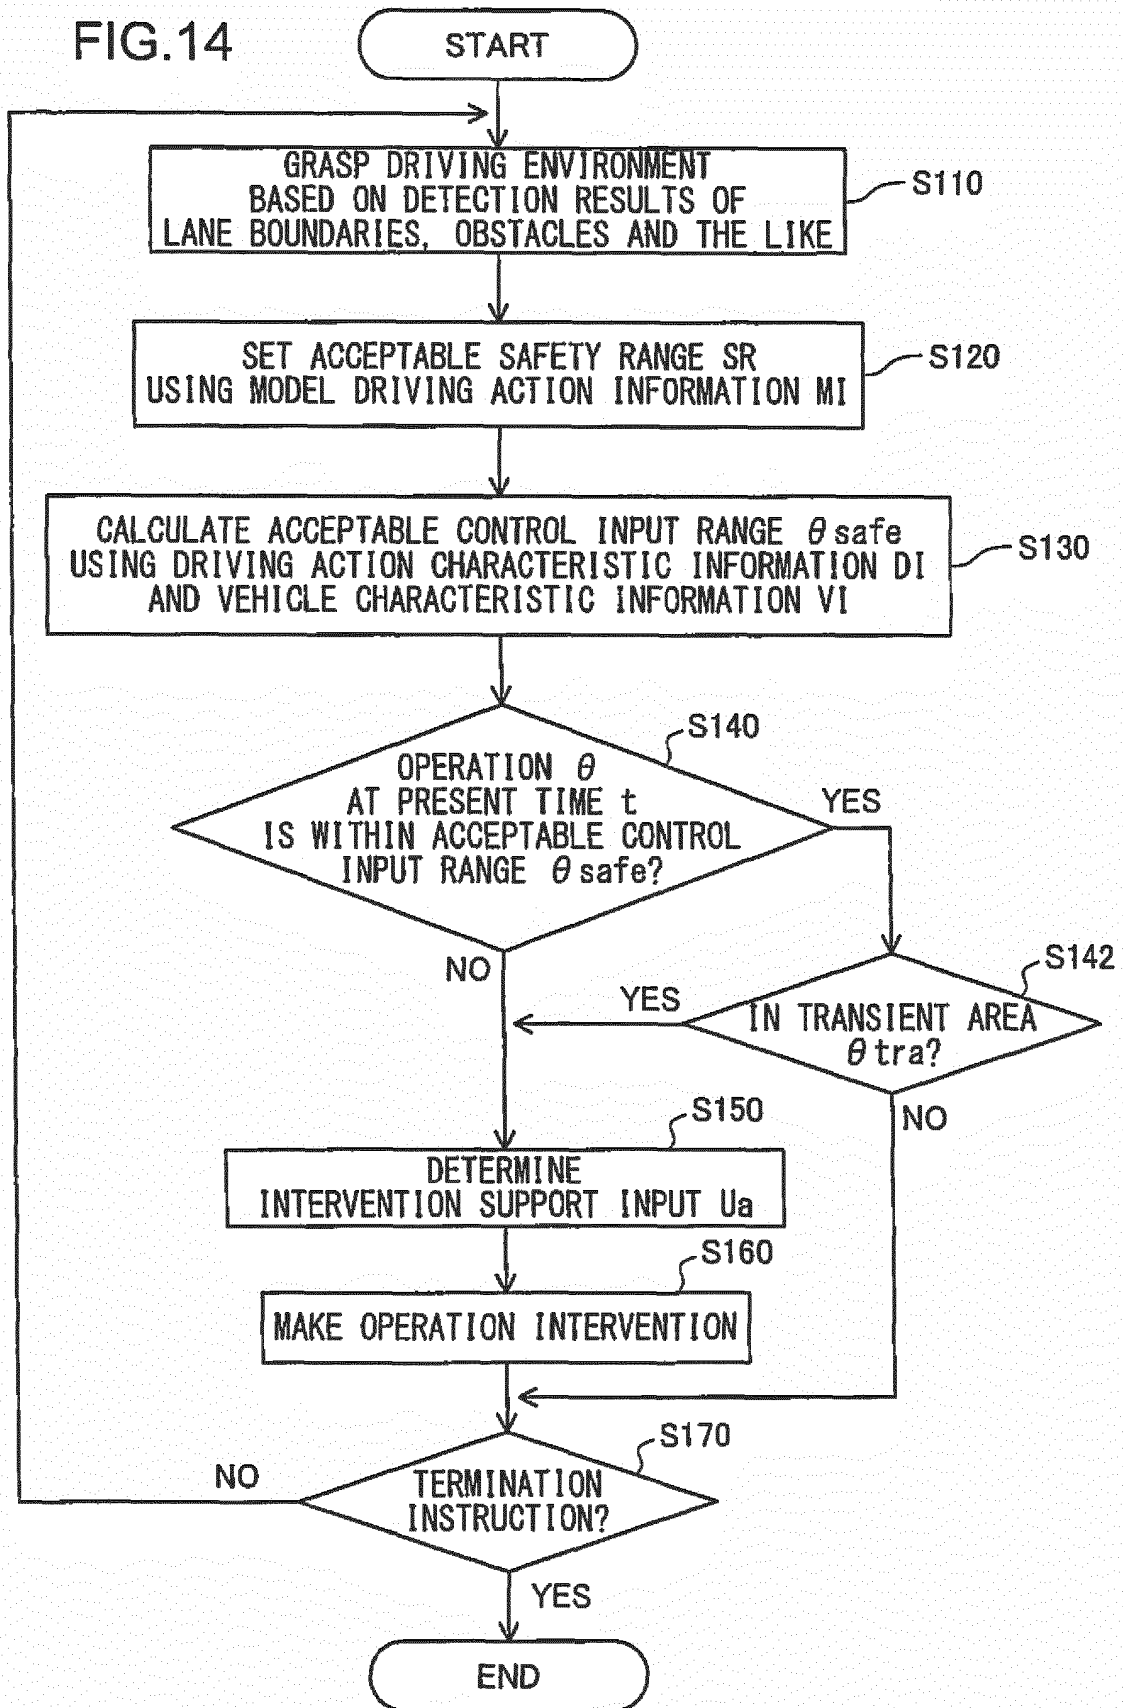 FIG.14
START
GRASP DRIVING ENVIRONMENT
BASED ON DETECTION RESULTS OF
LANE BOUNDARIES, OBSTACLES AND THE LIKE
S110
SET ACCEPTABLE SAFETY RANGE SR
USING MODEL DRIVING ACTION INFORMATION MI
S120
CALCULATE ACCEPTABLE CONTROL INPUT RANGE θ safe
USING DRIVING ACTION CHARACTERISTIC INFORMATION DI
AND VEHICLE CHARACTERISTIC INFORMATION VI
S130
S140
OPERATION θ
AT PRESENT TIME t
IS WITHIN ACCEPTABLE CONTROL
INPUT RANGE θ safe?
YES
NO
S142
YES
IN TRANSIENT AREA
θ tra?
NO
S150
DETERMINE
INTERVENTION SUPPORT INPUT Ua
S160
MAKE OPERATION INTERVENTION
S170
NO
TERMINATION
INSTRUCTION?
YES
END